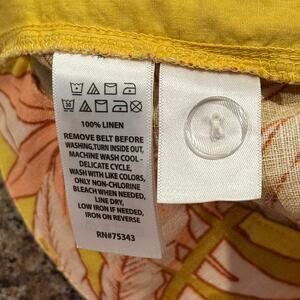 100% LINEN
REMOVE BELT BEFORE
WASHING,TURN INSIDE OUT,
MACHINE WASH COOL -
DELICATE CYCLE,
WASH WITH LIKE COLORS,
ONLY NON-CHLORINE
BLEACH WHEN NEEDED,
LINE DRY,
LOW IRON IF NEEDED,
IRON ON REVERSE
RN#75343